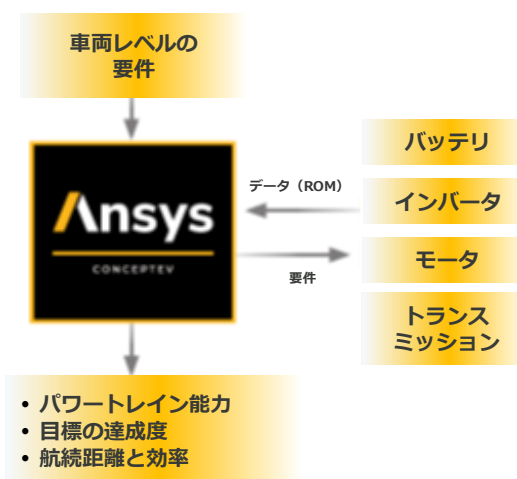 車両レベルの
要件
Ansys
CONCEPTEV
データ（ROM）
要件
バッテリ
インバータ
モータ
トランス
ミッション
• パワートレイン能力
• 目標の達成度
• 航続距離と効率